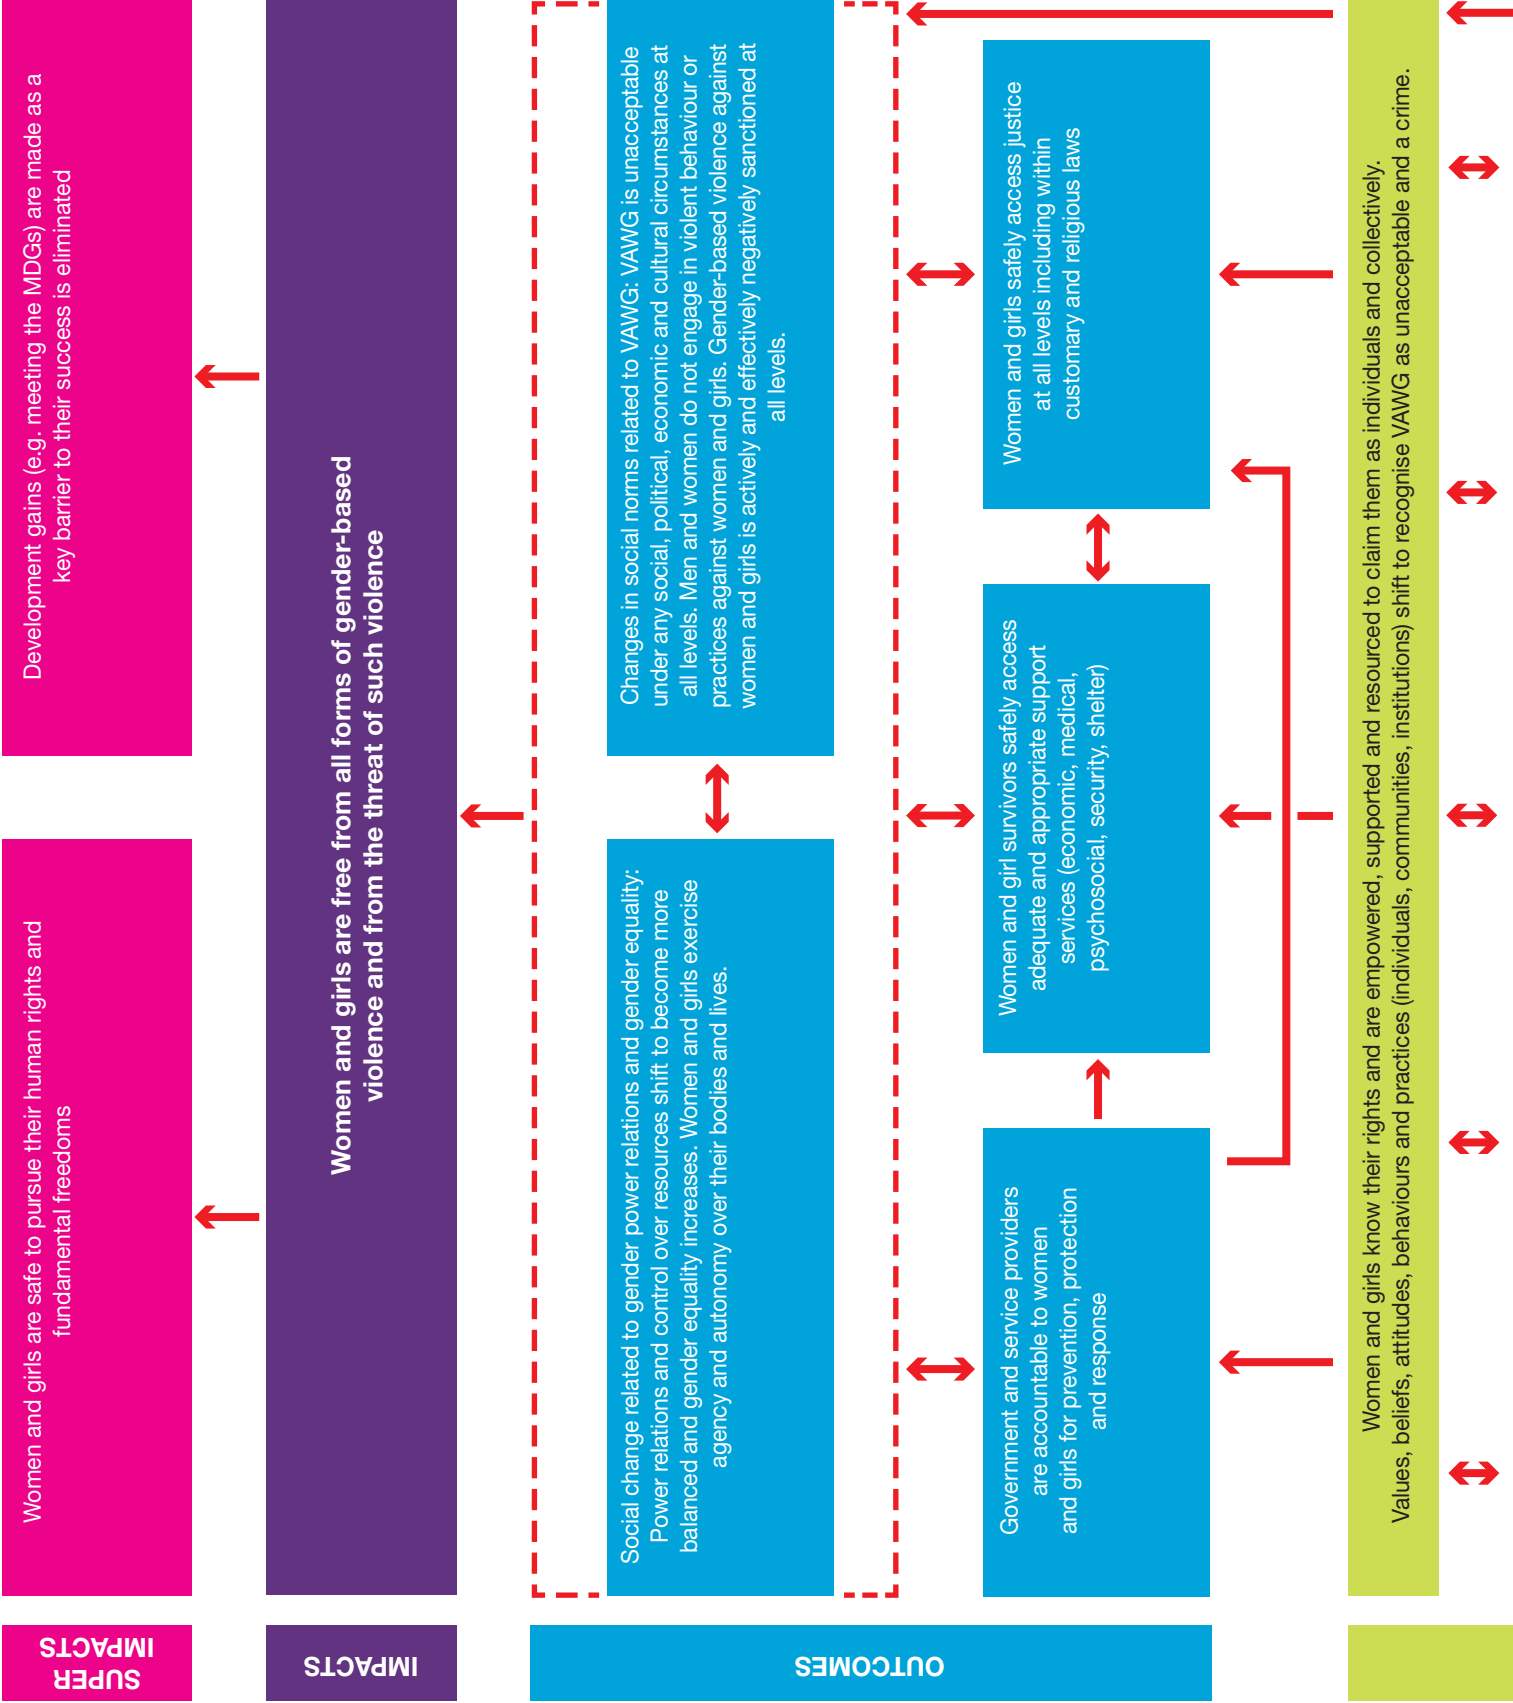 SUPER
IMPACTS
Women and girls are safe to pursue their human rights and
fundamental freedoms
Development gains (e.g. meeting the MDGs) are made as a
key barrier to their success is eliminated
IMPACTS
Women and girls are free from all forms of gender-based
violence and from the threat of such violence
OUTCOMES
Social change related to gender power relations and gender equality:
Power relations and control over resources shift to become more
balanced and gender equality increases. Women and girls exercise
agency and autonomy over their bodies and lives.
Changes in social norms related to VAWG: VAWG is unacceptable
under any social, political, economic and cultural circumstances at
all levels. Men and women do not engage in violent behaviour or
practices against women and girls. Gender-based violence against
women and girls is actively and effectively negatively sanctioned at
all levels.
Government and service providers
are accountable to women
and girls for prevention, protection
and response
Women and girl survivors safely access
adequate and appropriate support
services (economic, medical,
psychosocial, security, shelter)
Women and girls safely access justice
at all levels including within
customary and religious laws
Women and girls know their rights and are empowered, supported and resourced to claim them as individuals and collectively.
Values, beliefs, attitudes, behaviours and practices (individuals, communities, institutions) shift to recognise VAWG as unacceptable and a crime.